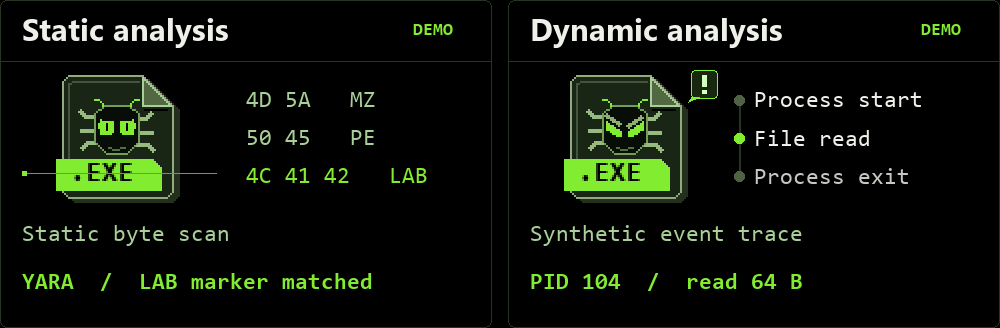 Static analysis
DEMO
4D 5A MZ
50 45 PE
4C 41 42 LAB
.EXE
Static byte scan
YARA / LAB marker matched
Dynamic analysis
DEMO
!
Process start
File read
Process exit
.EXE
Synthetic event trace
PID 104 / read 64 B